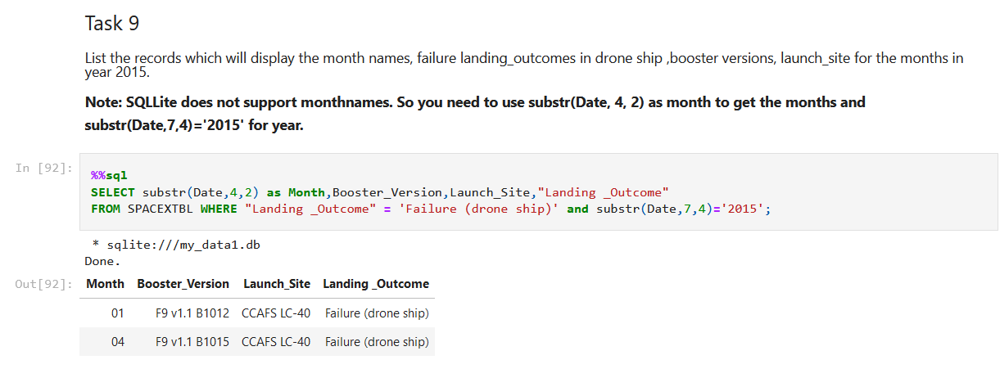 Task 9
List the records which will display the month names, failure landing_outcomes in drone ship ,booster versions, launch_site for the months in
year 2015.
Note: SQLLite does not support monthnames. So you need to use substr(Date, 4, 2) as month to get the months and
substr(Date,7,4)='2015' for year.
In [92]:
%%sql
SELECT substr(Date,4,2) as Month,Booster_Version,Launch_Site,"Landing _Outcome"
FROM SPACEXTBL WHERE "Landing _Outcome" = 'Failure (drone ship)' and substr(Date,7,4)='2015';
* sqlite:///my_data1.db
Done.
Out[92]: Month Booster_Version Launch_Site Landing _Outcome
01 F9 v1.1 B1012 CCAFS LC-40 Failure (drone ship)
04 F9 v1.1 B1015 CCAFS LC-40 Failure (drone ship)